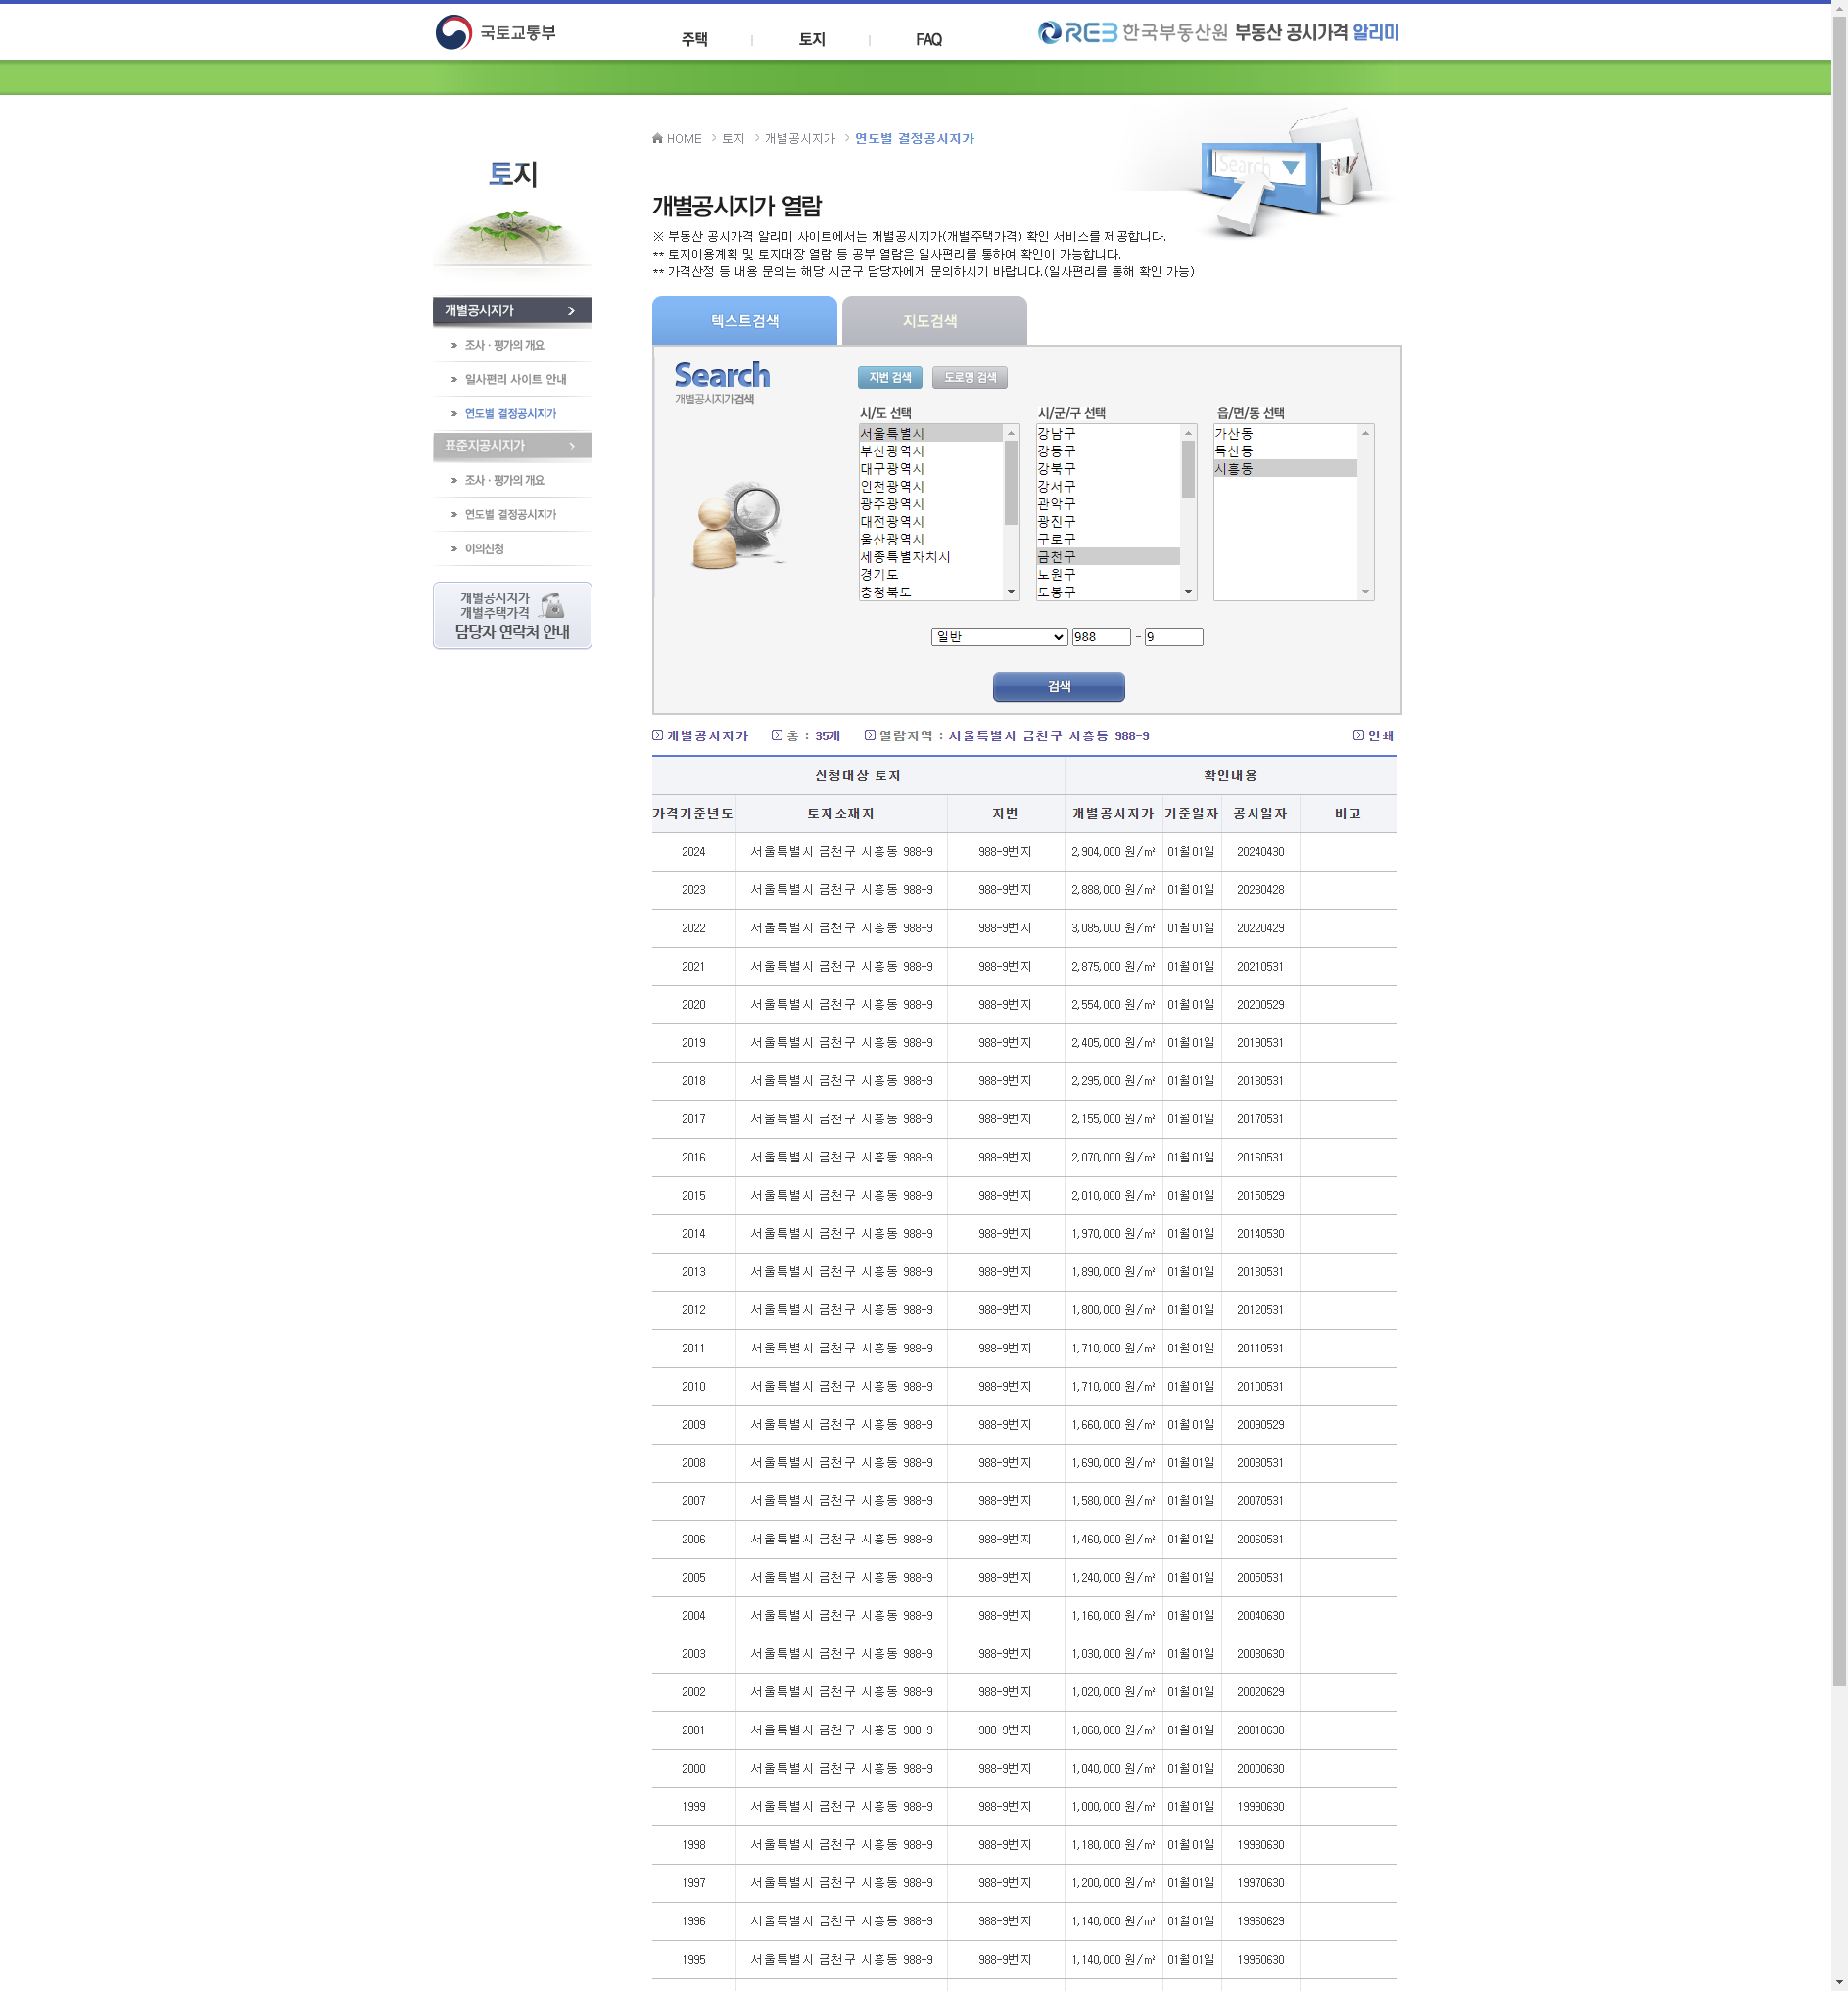 국토교통부
주택 토지 FAQ
REB 한국부동산원 부동산 공시가격 알리미
HOME 토지 개별공시지가 연도별 결정공시지가
토지
Search
개별공시지가 열람
※ 부동산 공시가격 알리미 사이트에서는 개별공시지가(개별주택가격) 확인 서비스를 제공합니다.
** 토지이용계획 및 토지대장 열람 등 공부 열람은 일사편리를 통하여 확인이 가능합니다.
** 가격산정 등 내용 문의는 해당 시군구 담당자에게 문의하시기 바랍니다.(일사편리를 통해 확인 가능)
개별공시지가
조사 · 평가의 개요
일사편리 사이트 안내
연도별 결정공시지가
표준지공시지가
조사 · 평가의 개요
연도별 결정공시지가
이의신청
개별공시지가
개별주택가격
담당자 연락처 안내
텍스트검색 지도검색
Search
개별공시지가검색
지번 검색 도로명 검색
시/도 선택
서울특별시
부산광역시
대구광역시
인천광역시
광주광역시
대전광역시
울산광역시
세종특별자치시
경기도
충청북도
시/군/구 선택
강남구
강동구
강북구
강서구
관악구
광진구
구로구
금천구
노원구
도봉구
읍/면/동 선택
가산동
독산동
시흥동
일반 988 - 9
검색
개별공시지가 총 : 35개 열람지역 : 서울특별시 금천구 시흥동 988-9 인쇄
신청대상 토지 확인내용
가격기준년도 토지소재지 지번 개별공시지가 기준일자 공시일자 비고
2024 서울특별시 금천구 시흥동 988-9 988-9번지 2,904,000 원/㎡ 01월01일 20240430
2023 서울특별시 금천구 시흥동 988-9 988-9번지 2,888,000 원/㎡ 01월01일 20230428
2022 서울특별시 금천구 시흥동 988-9 988-9번지 3,085,000 원/㎡ 01월01일 20220429
2021 서울특별시 금천구 시흥동 988-9 988-9번지 2,875,000 원/㎡ 01월01일 20210531
2020 서울특별시 금천구 시흥동 988-9 988-9번지 2,554,000 원/㎡ 01월01일 20200529
2019 서울특별시 금천구 시흥동 988-9 988-9번지 2,405,000 원/㎡ 01월01일 20190531
2018 서울특별시 금천구 시흥동 988-9 988-9번지 2,295,000 원/㎡ 01월01일 20180531
2017 서울특별시 금천구 시흥동 988-9 988-9번지 2,155,000 원/㎡ 01월01일 20170531
2016 서울특별시 금천구 시흥동 988-9 988-9번지 2,070,000 원/㎡ 01월01일 20160531
2015 서울특별시 금천구 시흥동 988-9 988-9번지 2,010,000 원/㎡ 01월01일 20150529
2014 서울특별시 금천구 시흥동 988-9 988-9번지 1,970,000 원/㎡ 01월01일 20140530
2013 서울특별시 금천구 시흥동 988-9 988-9번지 1,890,000 원/㎡ 01월01일 20130531
2012 서울특별시 금천구 시흥동 988-9 988-9번지 1,800,000 원/㎡ 01월01일 20120531
2011 서울특별시 금천구 시흥동 988-9 988-9번지 1,710,000 원/㎡ 01월01일 20110531
2010 서울특별시 금천구 시흥동 988-9 988-9번지 1,710,000 원/㎡ 01월01일 20100531
2009 서울특별시 금천구 시흥동 988-9 988-9번지 1,660,000 원/㎡ 01월01일 20090529
2008 서울특별시 금천구 시흥동 988-9 988-9번지 1,690,000 원/㎡ 01월01일 20080531
2007 서울특별시 금천구 시흥동 988-9 988-9번지 1,580,000 원/㎡ 01월01일 20070531
2006 서울특별시 금천구 시흥동 988-9 988-9번지 1,460,000 원/㎡ 01월01일 20060531
2005 서울특별시 금천구 시흥동 988-9 988-9번지 1,240,000 원/㎡ 01월01일 20050531
2004 서울특별시 금천구 시흥동 988-9 988-9번지 1,160,000 원/㎡ 01월01일 20040630
2003 서울특별시 금천구 시흥동 988-9 988-9번지 1,030,000 원/㎡ 01월01일 20030630
2002 서울특별시 금천구 시흥동 988-9 988-9번지 1,020,000 원/㎡ 01월01일 20020629
2001 서울특별시 금천구 시흥동 988-9 988-9번지 1,060,000 원/㎡ 01월01일 20010630
2000 서울특별시 금천구 시흥동 988-9 988-9번지 1,040,000 원/㎡ 01월01일 20000630
1999 서울특별시 금천구 시흥동 988-9 988-9번지 1,000,000 원/㎡ 01월01일 19990630
1998 서울특별시 금천구 시흥동 988-9 988-9번지 1,180,000 원/㎡ 01월01일 19980630
1997 서울특별시 금천구 시흥동 988-9 988-9번지 1,200,000 원/㎡ 01월01일 19970630
1996 서울특별시 금천구 시흥동 988-9 988-9번지 1,140,000 원/㎡ 01월01일 19960629
1995 서울특별시 금천구 시흥동 988-9 988-9번지 1,140,000 원/㎡ 01월01일 19950630